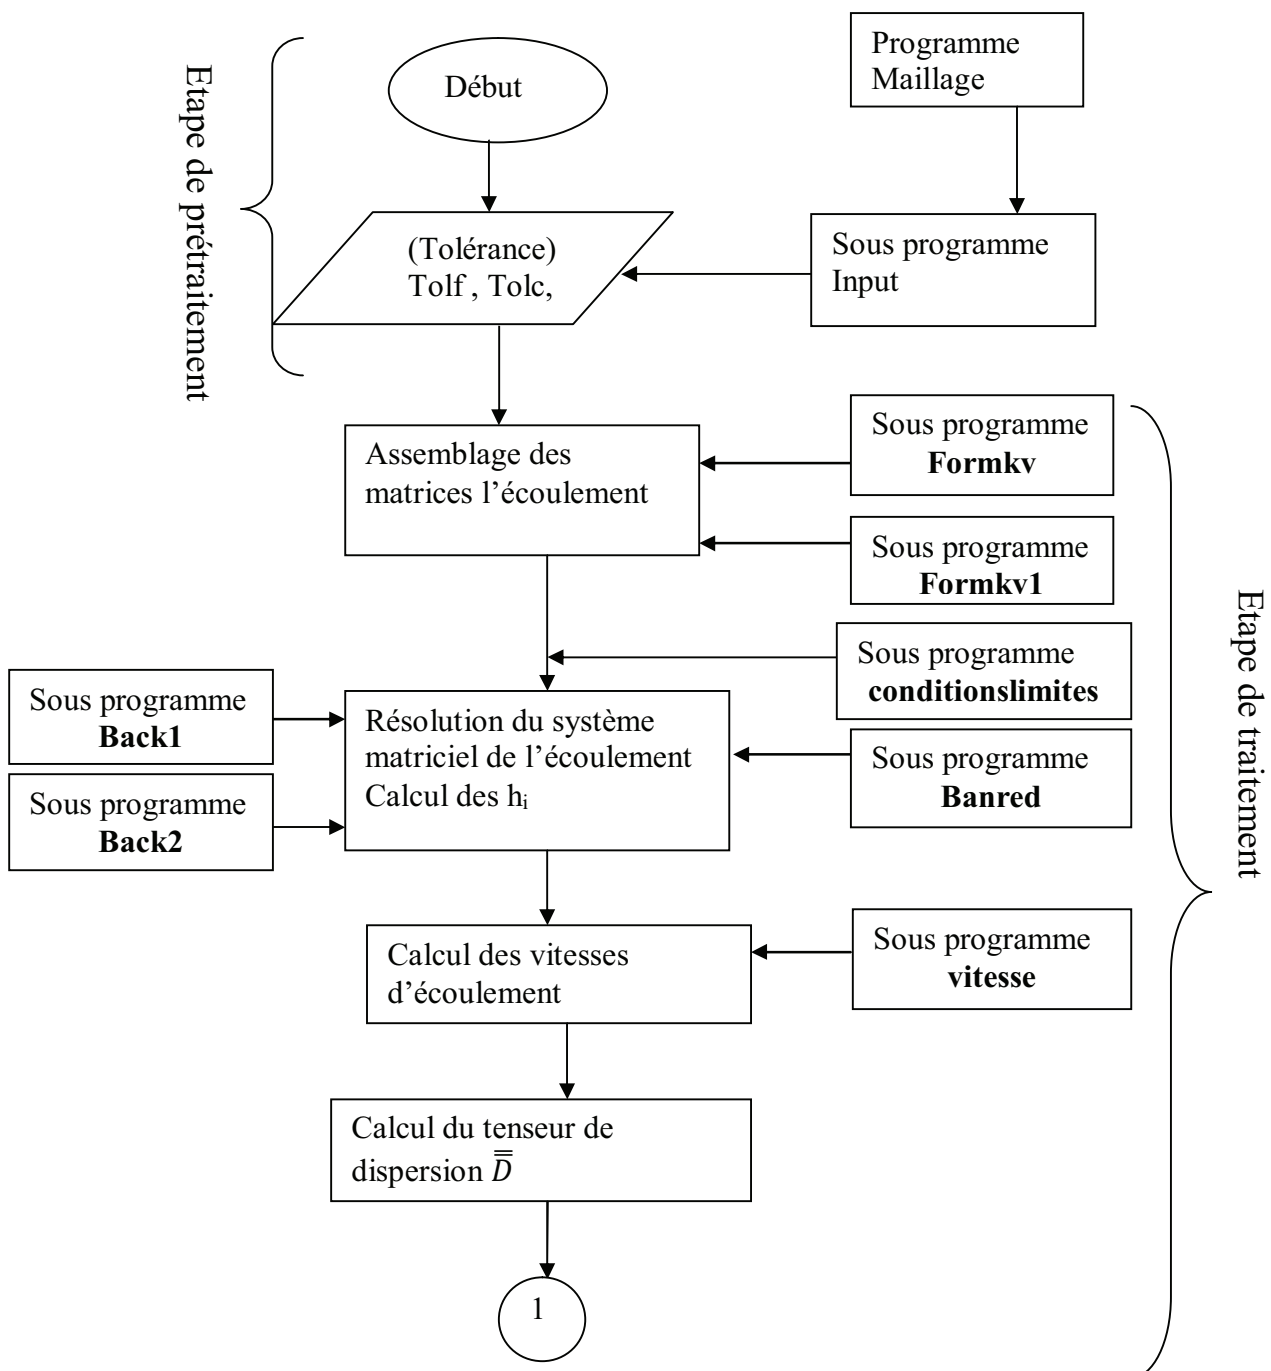 Etape de prétraitement
Début
Programme
Maillage
(Tolérance)
Tolf , Tolc,
Sous programme
Input
Assemblage des
matrices l’écoulement
Sous programme
Formkv
Sous programme
Formkv1
Sous programme
conditionslimites
Sous programme
Back1
Résolution du système
matriciel de l’écoulement
Calcul des hᵢ
Sous programme
Banred
Sous programme
Back2
Etape de traitement
Calcul des vitesses
d’écoulement
Sous programme
vitesse
Calcul du tenseur de
dispersion D̿
1